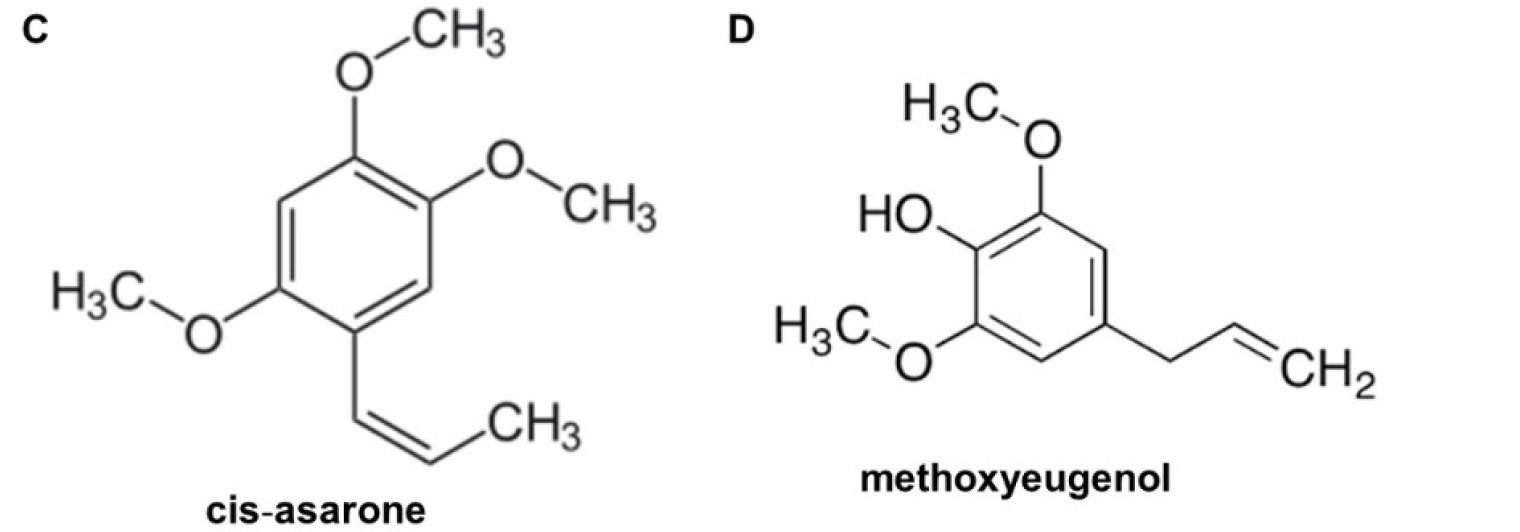 C
O
CH₃
O
CH₃
H₃C
O
CH₃
cis-asarone
D
H₃C
O
HO
H₃C
O
CH₂
methoxyeugenol